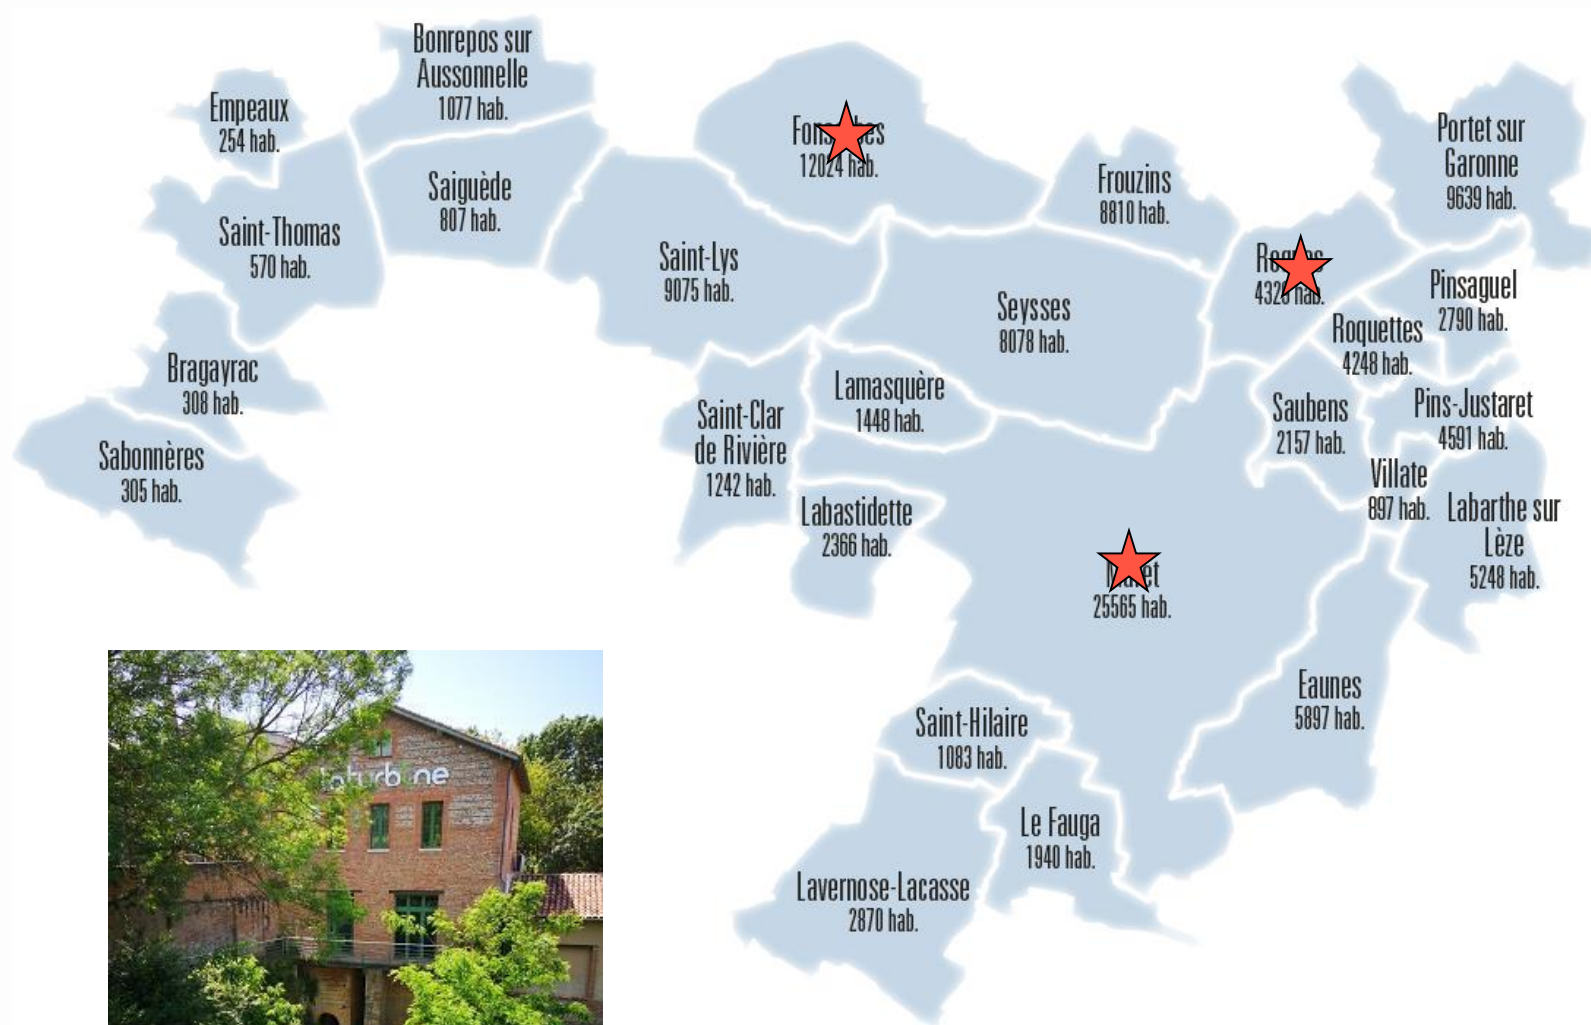 Bonrepos sur
Aussonnelle
1077 hab.
Empeaux
254 hab.
12024 hab.
Portet sur
Garonne
9639 hab.
Frouzins
8810 hab.
Saiguède
807 hab.
Saint-Thomas
570 hab.
Saint-Lys
9075 hab.
Seysses
8078 hab.
Pinsaguel
2790 hab.
Roquettes
4248 hab.
Bragayrac
308 hab.
Lamasquère
1448 hab.
Saint-Clar
de Rivière
1242 hab.
Saubens
2157 hab.
Pins-Justaret
4591 hab.
Sabonnères
305 hab.
Villate
897 hab.
Labarthe sur
Lèze
5248 hab.
Labastidette
2366 hab.
25565 hab.
Eaunes
5897 hab.
Saint-Hilaire
1083 hab.
Le Fauga
1940 hab.
Lavernose-Lacasse
2870 hab.